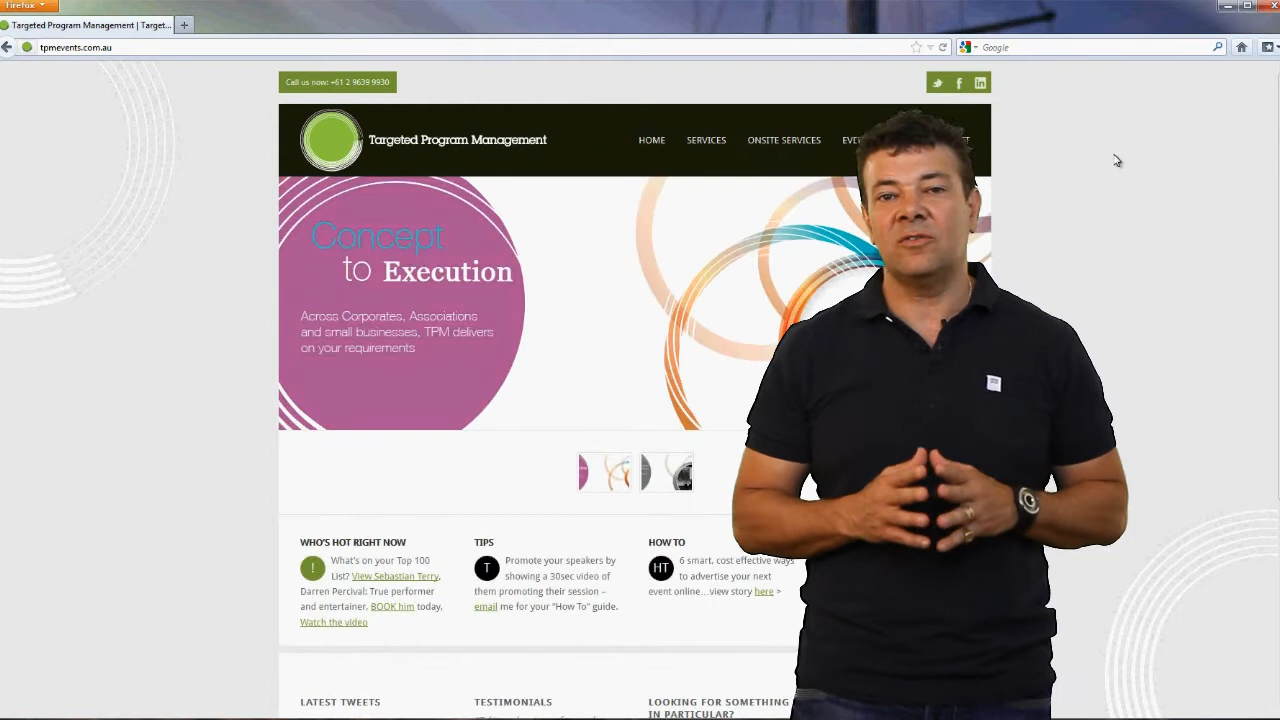 Firefox
Targeted Program Management | Target...
tpmevents.com.au
Google
Call us now: +61 2 9639 9930
Targeted Program Management
HOME SERVICES ONSITE SERVICES
Concept
to Execution
Across Corporates, Associations
and small businesses, TPM delivers
on your requirements
WHO'S HOT RIGHT NOW
! What's on your Top 100
List? View Sebastian Terry,
Darren Percival: True performer
and entertainer. BOOK him today.
Watch the video
TIPS
T Promote your speakers by
showing a 30sec video of
them promoting their session –
email me for your "How To" guide.
HOW TO
HT 6 smart, cost effective ways
to advertise your next
event online...view story here >
LATEST TWEETS
TESTIMONIALS
LOOKING FOR SOMETHING
IN PARTICULAR?